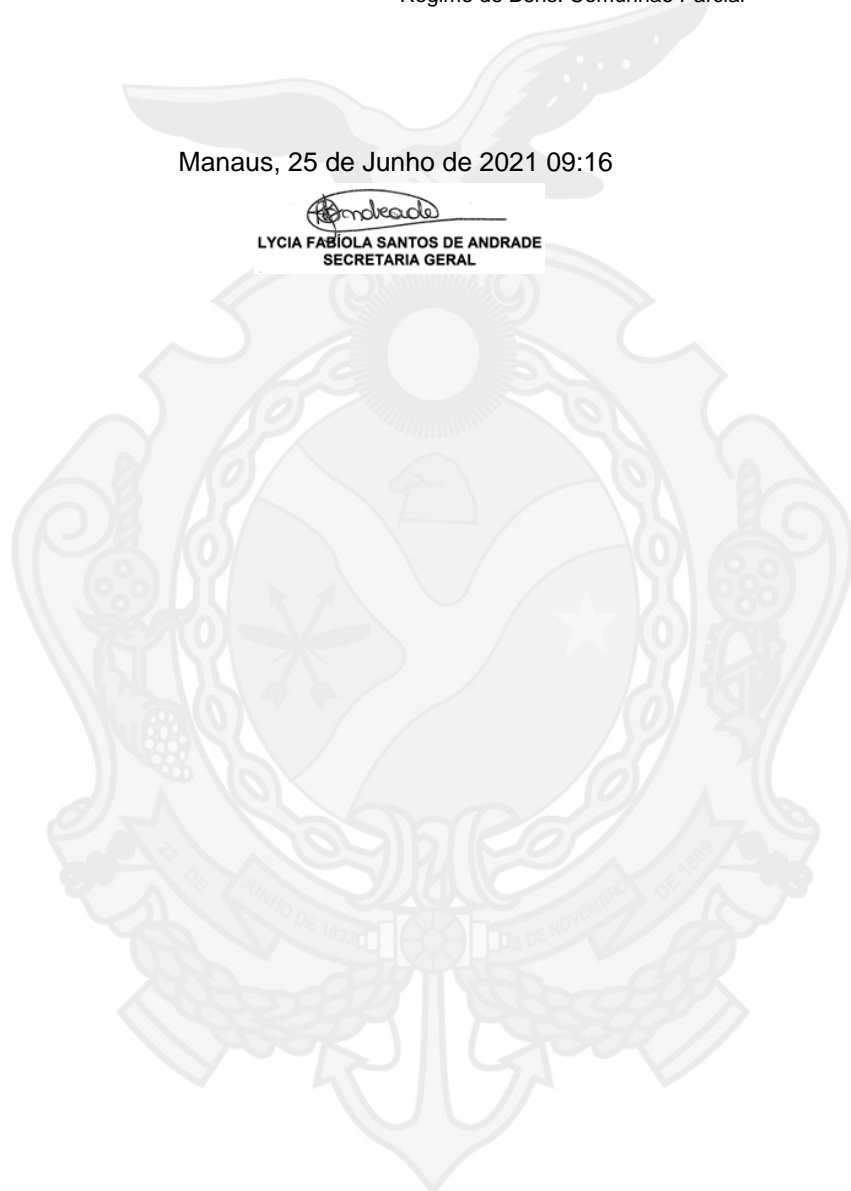 Regime de Bens: Comunhão Parcial
Manaus, 25 de Junho de 2021 09:16
Andrade
LYCIA FABÍOLA SANTOS DE ANDRADE
SECRETARIA GERAL
22 DE
JUNHO DE 1832
DE NOVEMBRO
DE 1889